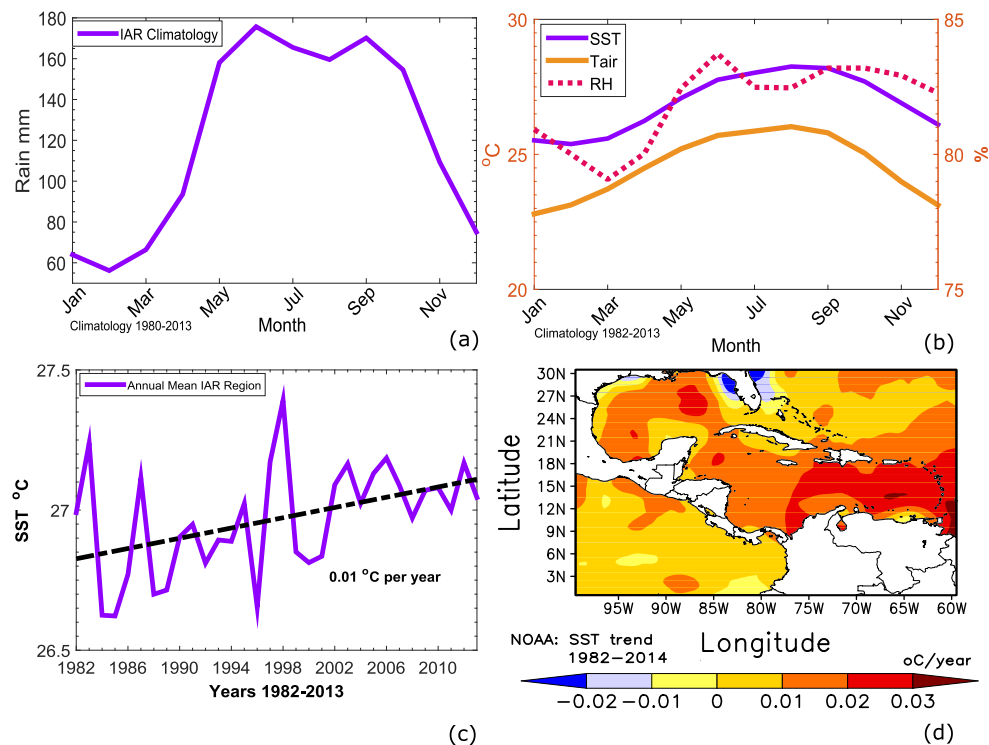 180
160
140
120
100
80
60
Rain mm
IAR Climatology
Jan
Mar
May
Jul
Sep
Nov
Climatology 1980-2013
Month
(a)
30
25
20
°C
85
80
75
%
SST
Tair
RH
Jan
Mar
May
Jul
Sep
Nov
Climatology 1982-2013
Month
(b)
27.5
27
26.5
SST °C
Annual Mean IAR Region
0.01 °C per year
1982
1986
1990
1994
1998
2002
2006
2010
Years 1982-2013
(c)
30N
27N
24N
21N
18N
15N
12N
9N
6N
3N
Latitude
95W
90W
85W
80W
75W
70W
65W
60W
Longitude
NOAA: SST trend
1982-2014
oC/year
-0.02
-0.01
0
0.01
0.02
0.03
(d)